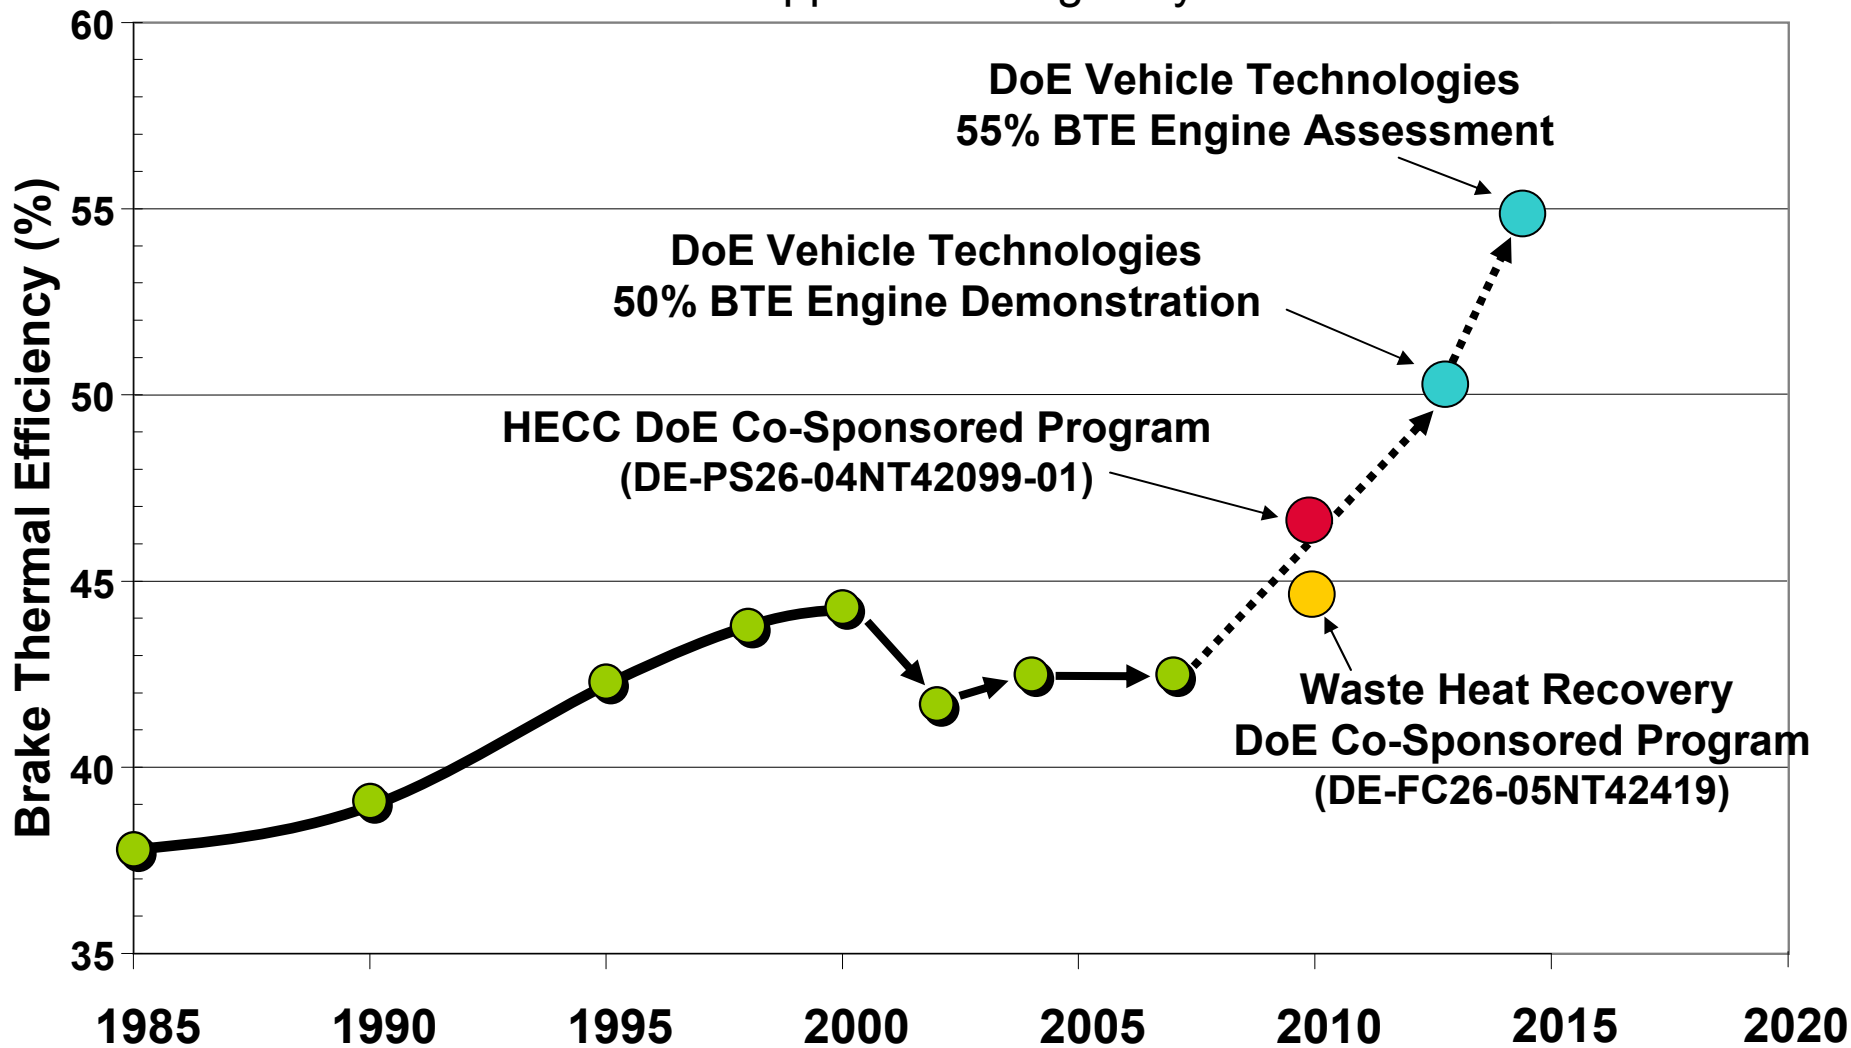 60
DoE Vehicle Technologies
55% BTE Engine Assessment
55
DoE Vehicle Technologies
50% BTE Engine Demonstration
50
HECC DoE Co-Sponsored Program
(DE-PS26-04NT42099-01)
45
Waste Heat Recovery
DoE Co-Sponsored Program
(DE-FC26-05NT42419)
40
35
Brake Thermal Efficiency (%)
1985 1990 1995 2000 2005 2010 2015 2020